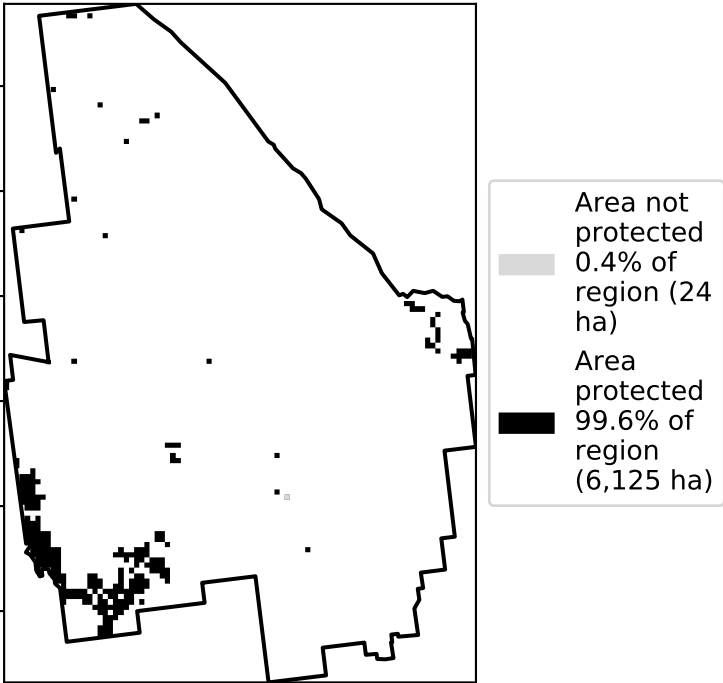 Area not
protected
0.4% of
region (24
ha)
Area
protected
99.6% of
region
(6,125 ha)